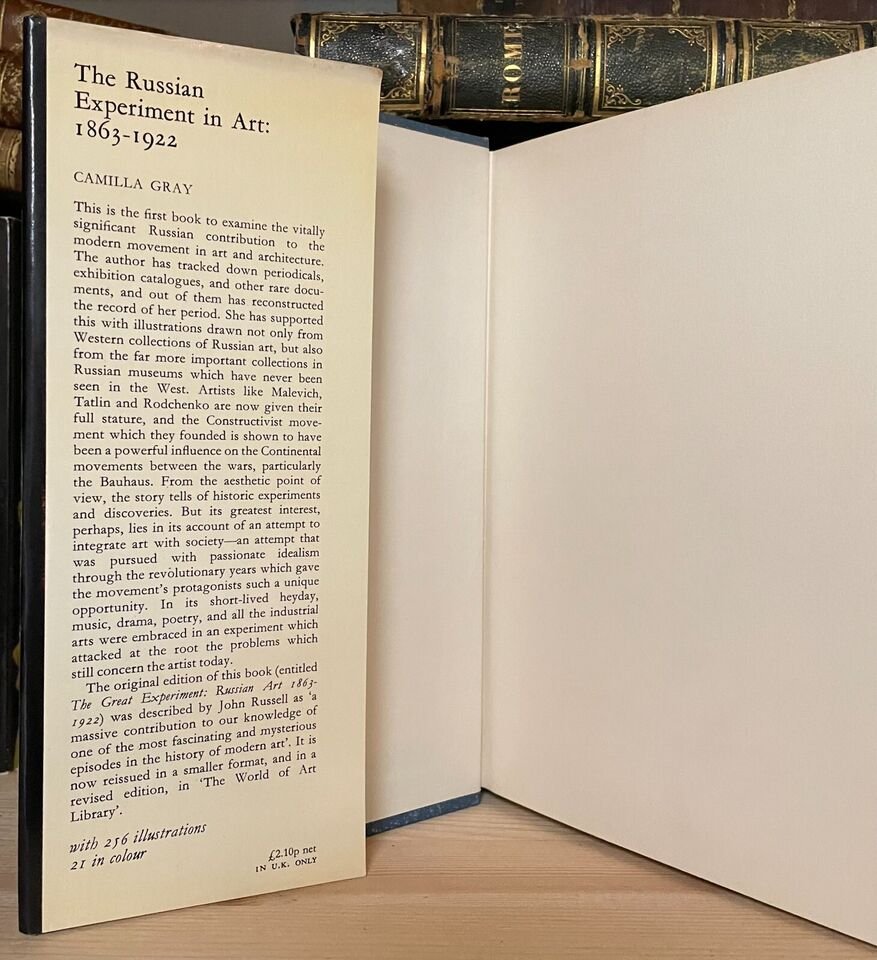 ROME
The Russian
Experiment in Art:
1863-1922
CAMILLA GRAY
This is the first book to examine the vitally
significant Russian contribution to the
modern movement in art and architecture.
The author has tracked down periodicals,
exhibition catalogues, and other rare docu-
ments, and out of them has reconstructed
the record of her period. She has supported
this with illustrations drawn not only from
Western collections of Russian art, but also
from the far more important collections in
Russian museums which have never been
seen in the West. Artists like Malevich,
Tatlin and Rodchenko are now given their
full stature, and the Constructivist move-
ment which they founded is shown to have
been a powerful influence on the Continental
movements between the wars, particularly
the Bauhaus. From the aesthetic point of
view, the story tells of historic experiments
and discoveries. But its greatest interest,
perhaps, lies in its account of an attempt to
integrate art with society—an attempt that
was pursued with passionate idealism
through the revolutionary years which gave
the movement's protagonists such a unique
opportunity. In its short-lived heyday,
music, drama, poetry, and all the industrial
arts were embraced in an experiment which
attacked at the root the problems which
still concern the artist today.
The original edition of this book (entitled
The Great Experiment: Russian Art 1863-
1922) was described by John Russell as 'a
massive contribution to our knowledge of
one of the most fascinating and mysterious
episodes in the history of modern art'. It is
now reissued in a smaller format, and in a
revised edition, in 'The World of Art
Library'.
with 256 illustrations
21 in colour
£2.10p net
IN U.K. ONLY